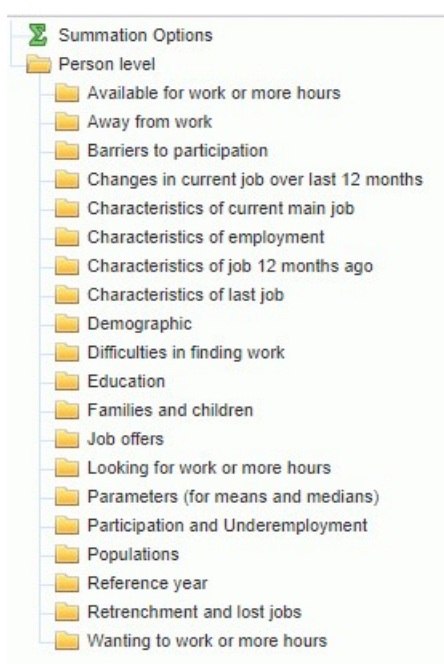 Summation Options
Person level
Available for work or more hours
Away from work
Barriers to participation
Changes in current job over last 12 months
Characteristics of current main job
Characteristics of employment
Characteristics of job 12 months ago
Characteristics of last job
Demographic
Difficulties in finding work
Education
Families and children
Job offers
Looking for work or more hours
Parameters (for means and medians)
Participation and Underemployment
Populations
Reference year
Retrenchment and lost jobs
Wanting to work or more hours